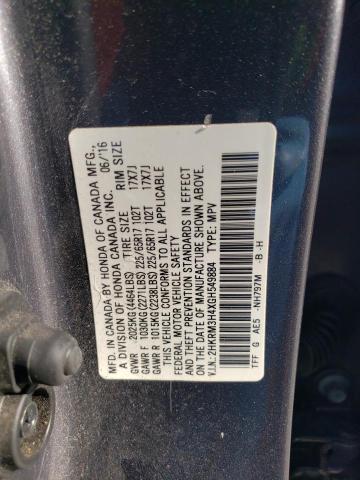 MFD. IN CANADA BY HONDA OF CANADA MFG.,
A DIVISION OF HONDA CANADA INC. 06/'16
TIRE SIZE RIM SIZE
GVWR 2025KG(4464LBS)
GAWR F 1030KG(2271LBS) 225/65R17 102T 17X7J
GAWR R 1015KG(2238LBS) 225/65R17 102T 17X7J
THIS VEHICLE CONFORMS TO ALL APPLICABLE
FEDERAL MOTOR VEHICLE SAFETY
AND THEFT PREVENTION STANDARDS IN EFFECT
ON THE DATE OF MANUFACTURE SHOWN ABOVE.
V.I.N.: 2HKRM3H4XGH549884 TYPE: MPV
TFF G AE5 -NH797M -B -H